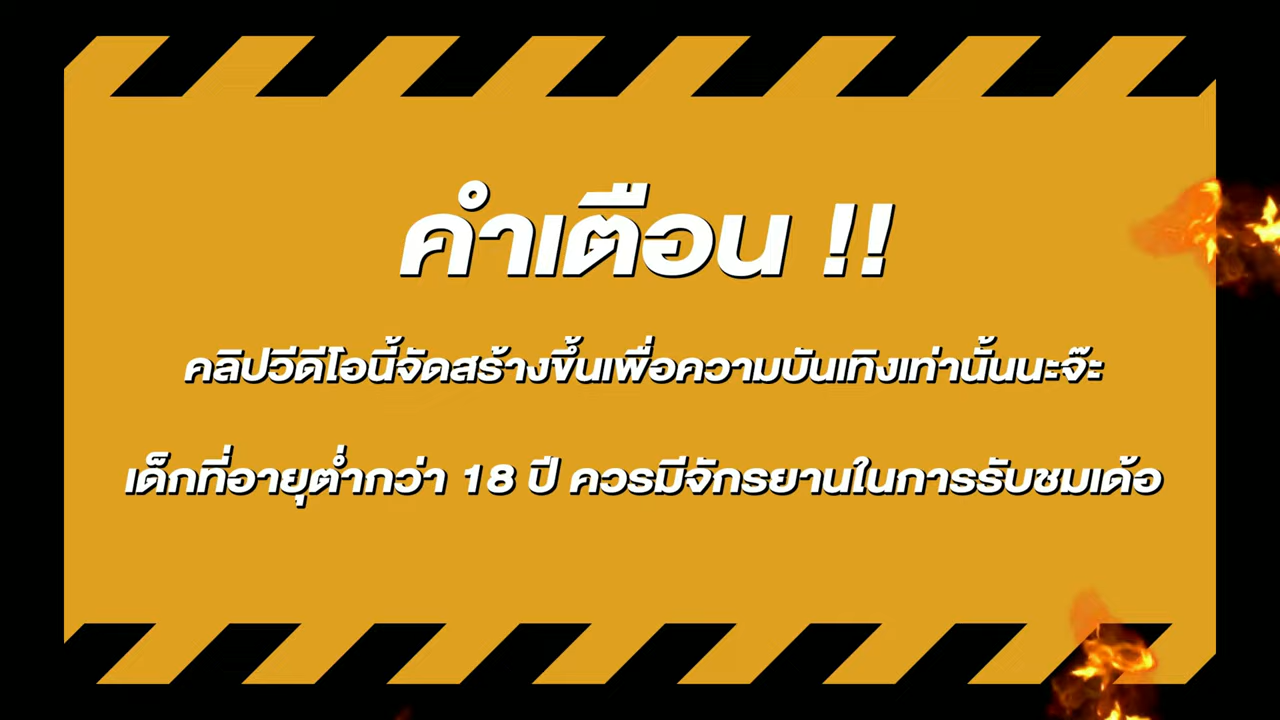 คำเตือน !!
คลิปวีดีโอนี้จัดสร้างขึ้นเพื่อความบันเทิงเท่านั้นนะจ๊ะ
เด็กที่อายุต่ำกว่า 18 ปี ควรมีจักรยานในการรับชมเด้อ